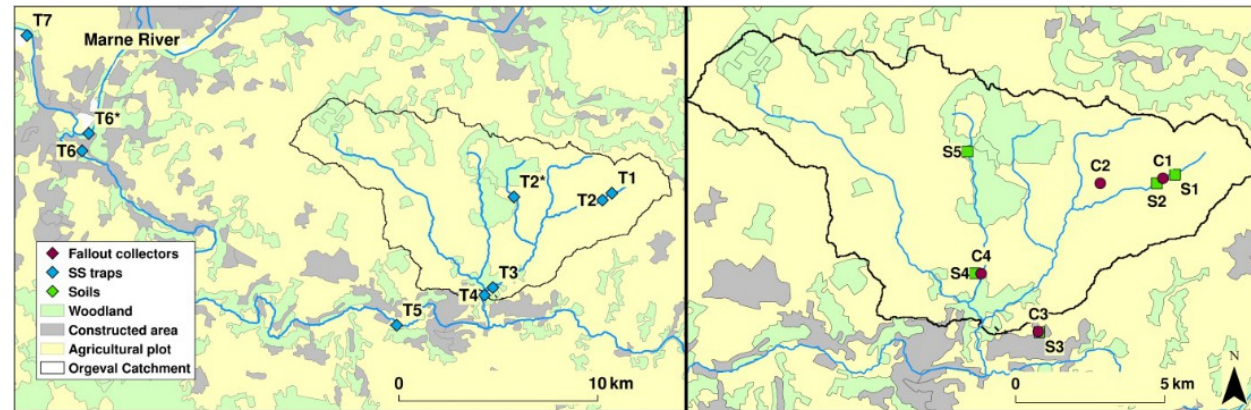 T7
Marne River
T6*
T6
T2*
T1
T2
T3
T4
T5
Fallout collectors
SS traps
Soils
Woodland
Constructed area
Agricultural plot
Orgeval Catchment
0 10 km
S5
C2
C1
S1
S2
C4
S4
C3
S3
N
0 5 km